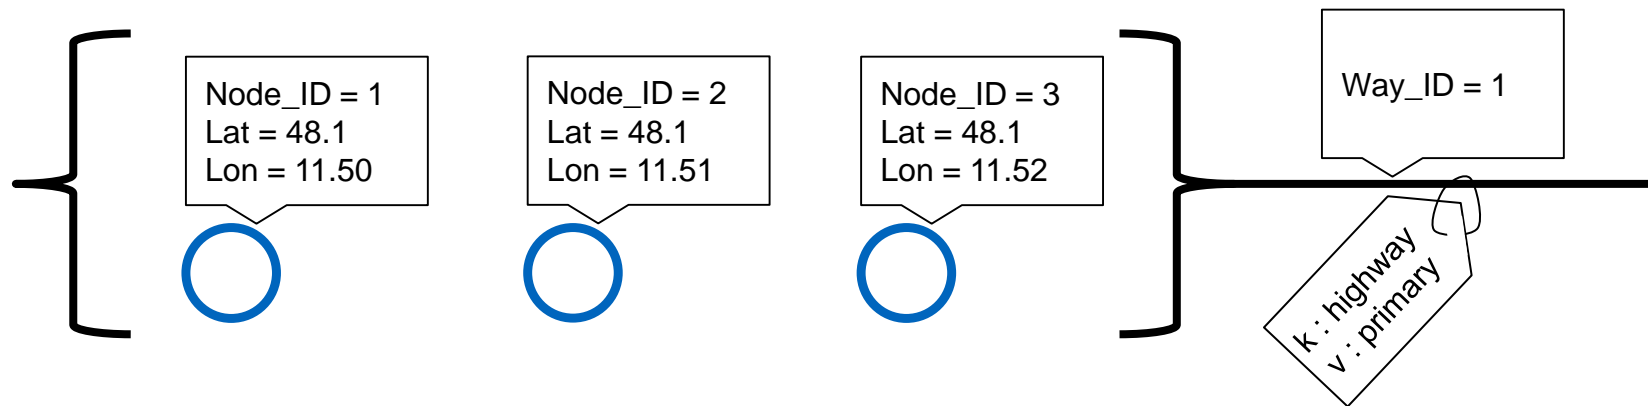 Node_ID = 1
Lat = 48.1
Lon = 11.50
Node_ID = 2
Lat = 48.1
Lon = 11.51
Node_ID = 3
Lat = 48.1
Lon = 11.52
Way_ID = 1
k : highway
v : primary